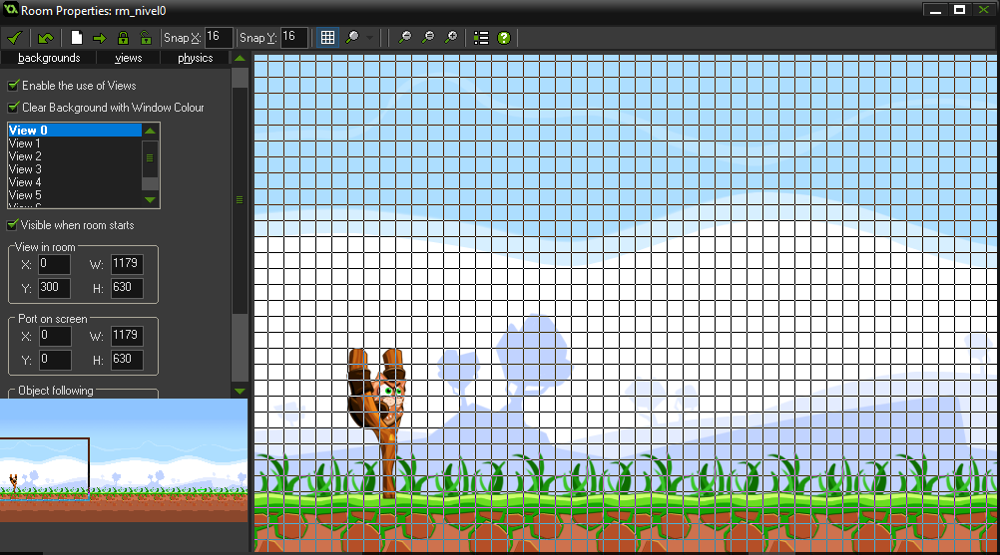 Room Properties: rm_nivel0
Snap X: 16 Snap Y: 16
backgrounds views physics
Enable the use of Views
Clear Background with Window Colour
View 0
View 1
View 2
View 3
View 4
View 5
Visible when room starts
View in room
X: 0 W: 1179
Y: 300 H: 630
Port on screen
X: 0 W: 1179
Y: 0 H: 630
Object following